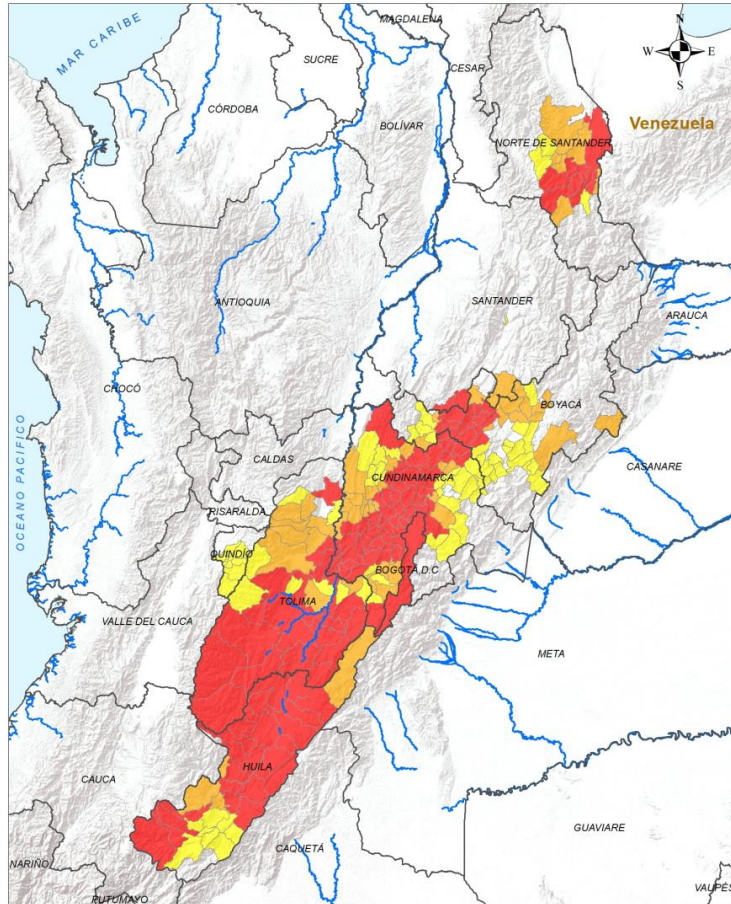 MAGDALENA
N
MAR CARIBE
SUCRE
CESAR
W
E
S
CÓRDOBA
BOLÍVAR
Venezuela
NORTE DE SANTANDER
ANTIOQUIA
SANTANDER
ARAUCA
CHOCÓ
BOYACÁ
OCEANO PACIFICO
CALDAS
CUNDINAMARCA
CASANARE
RISARALDA
QUINDÍO
BOGOTÁ D.C
TOLIMA
VALLE DEL CAUCA
META
HUILA
CAUCA
GUAVIARE
CAQUETÁ
NARIÑO
PUTUMAYO
VAUPÉS